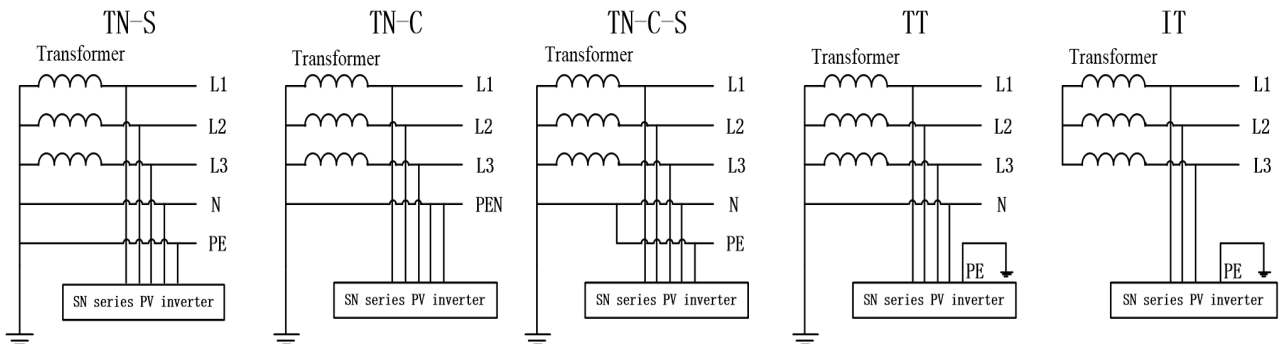 TN-S
Transformer
L1
L2
L3
N
PE
SN series PV inverter
TN-C
Transformer
L1
L2
L3
PEN
SN series PV inverter
TN-C-S
Transformer
L1
L2
L3
N
PE
SN series PV inverter
TT
Transformer
L1
L2
L3
N
PE
SN series PV inverter
IT
Transformer
L1
L2
L3
PE
SN series PV inverter